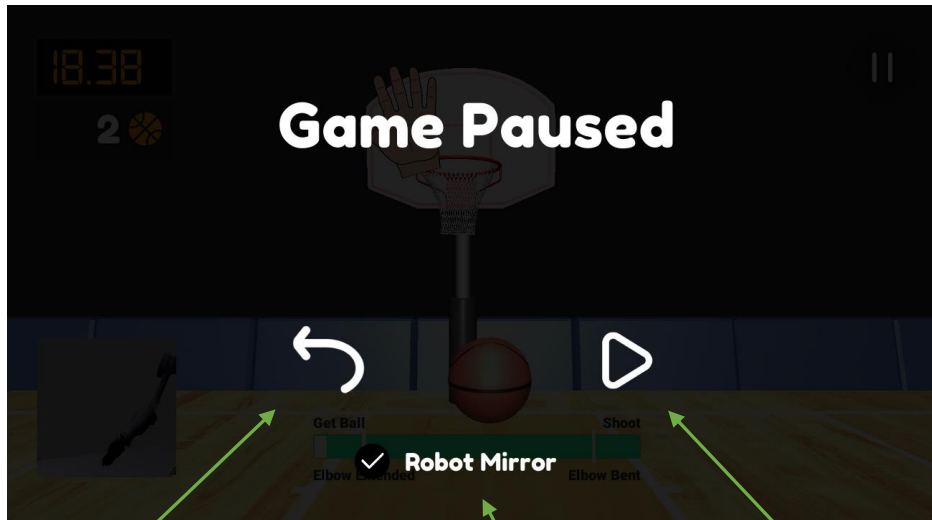 18.38
2
Game Paused
Get Ball
Shoot
Robot Mirror
Elbow Extended
Elbow Bent